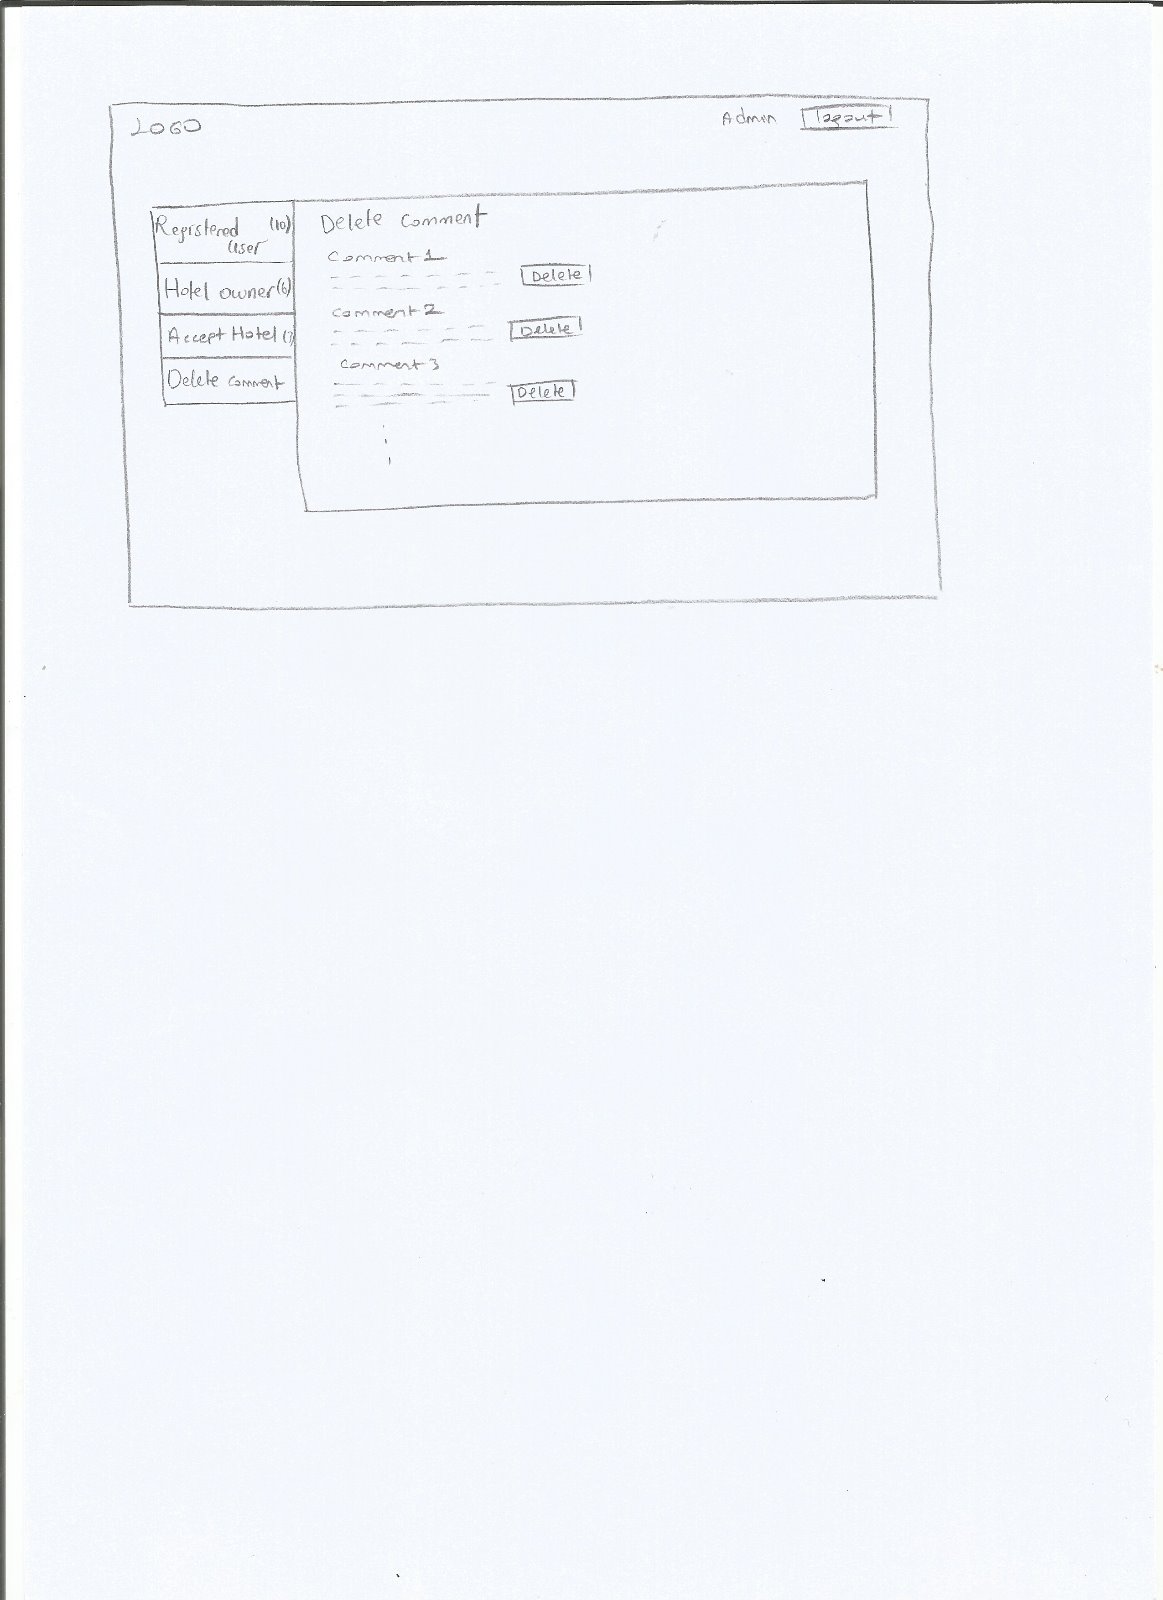 LOGO
Admin logout
Registered (10)
User
Hotel owner (6)
Accept Hotel
Delete comment
Delete Comment
Comment 1
Delete
Comment 2
Delete
Comment 3
Delete